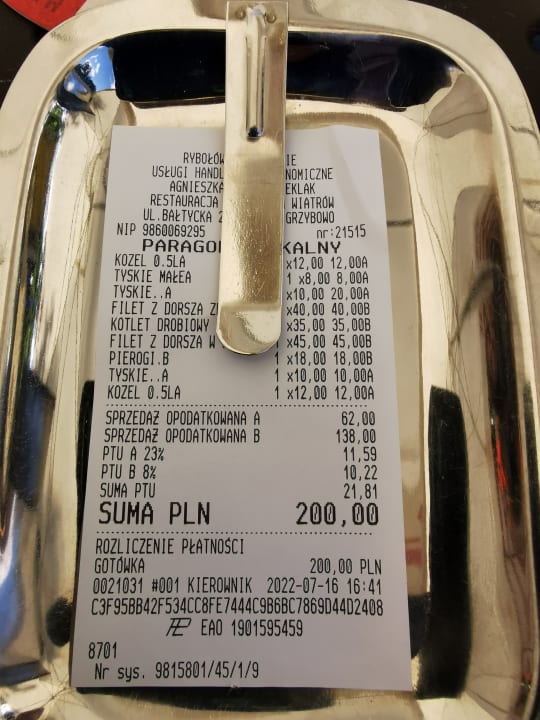 RYBOŁÓW IE
USŁUGI HANDL NOMICZNE
AGNIESZKA EKLAK
RESTAURACJA WIATRÓW
UL.BAŁTYCKA 2 GRZYBOWO
NIP 9860069295 nr:21515
PARAGO KALNY
KOZEL 0.5LA x12,00 12,00A
TYSKIE MAŁEA 1 x8,00 8,00A
TYSKIE..A x10,00 20,00A
FILET Z DORSZA x40,00 40,00B
KOTLET DROBIOWY x35,00 35,00B
FILET Z DORSZA W x45,00 45,00B
PIEROGI.B 1 x18,00 18,00B
TYSKIE..A 1 x10,00 10,00A
KOZEL 0.5LA 1 x12,00 12,00A
SPRZEDAŻ OPODATKOWANA A 62,00
SPRZEDAŻ OPODATKOWANA B 138,00
PTU A 23% 11,59
PTU B 8% 10,22
SUMA PTU 21,81
SUMA PLN 200,00
ROZLICZENIE PŁATNOŚCI
GOTÓWKA 200,00 PLN
0021031 #001 KIEROWNIK 2022-07-16 16:41
C3F95BB42F534CC8FE7444C9B6BC7869D44D2408
EAO 1901595459
8701
Nr sys. 9815801/45/1/9